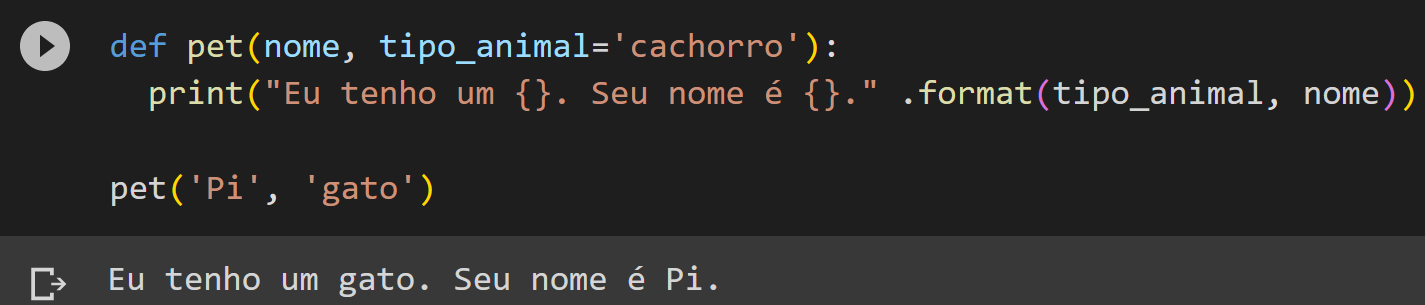 def pet(nome, tipo_animal='cachorro'):
  print("Eu tenho um {}. Seu nome é {}." .format(tipo_animal, nome))
pet('Pi', 'gato')
Eu tenho um gato. Seu nome é Pi.